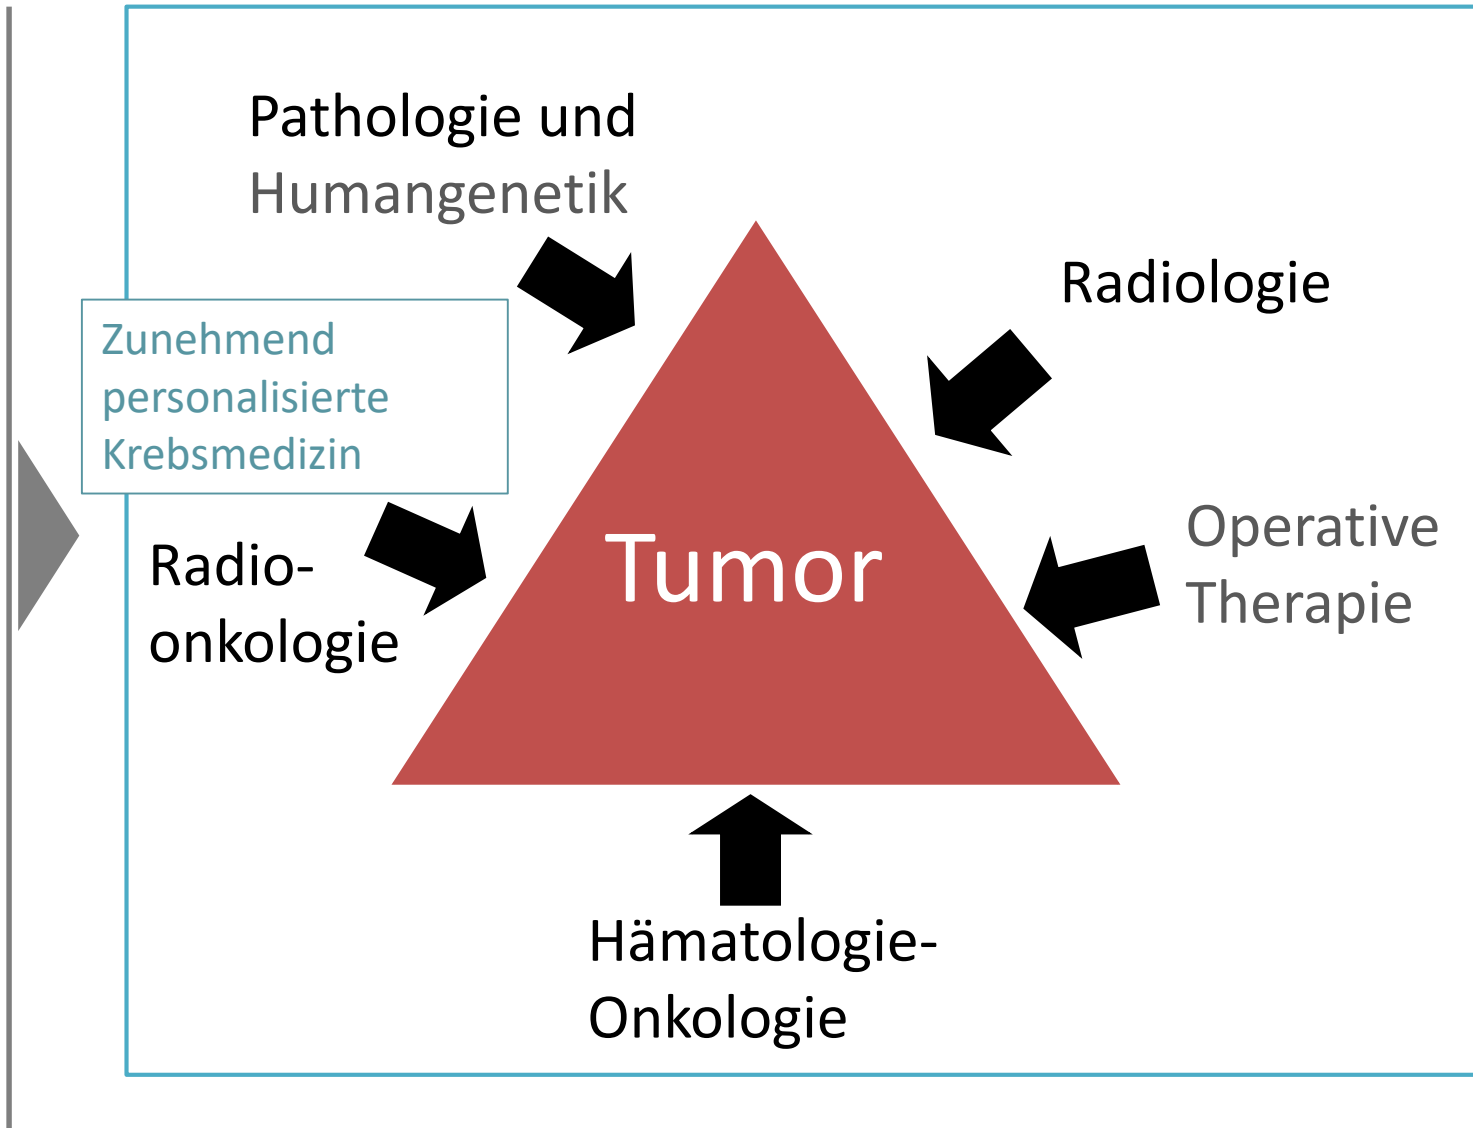 Pathologie und
Humangenetik
Radiologie
Zunehmend
personalisierte
Krebsmedizin
Operative
Therapie
Radio-
onkologie
Tumor
Hämatologie-
Onkologie